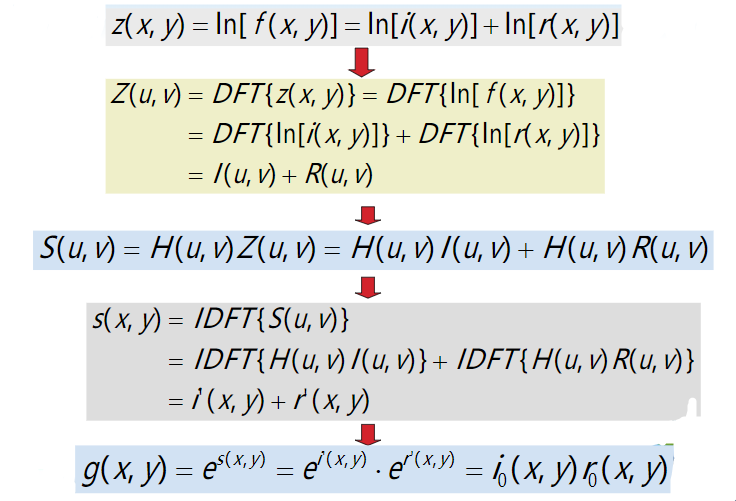 z(x, y) = ln[ f(x, y)] = ln[i(x, y)] + ln[r(x, y)]
Z(u, v) = DFT{z(x, y)} = DFT{ln[ f(x, y)]}
= DFT{ln[i(x, y)]} + DFT{ln[r(x, y)]}
= I(u, v) + R(u, v)
S(u, v) = H(u, v) Z(u, v) = H(u, v) I(u, v) + H(u, v) R(u, v)
s(x, y) = IDFT{S(u, v)}
= IDFT{H(u, v) I(u, v)} + IDFT{H(u, v) R(u, v)}
= i'(x, y) + r'(x, y)
g(x, y) = e^{s(x, y)} = e^{i'(x, y)} · e^{r'(x, y)} = i₀(x, y) r₀(x, y)